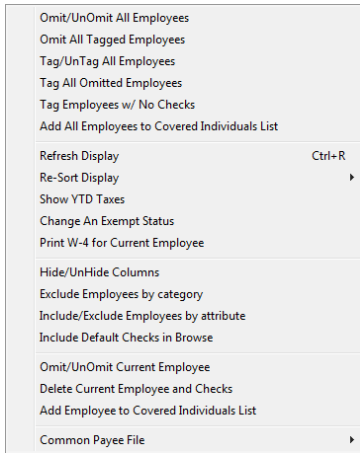 Omit/UnOmit All Employees
Omit All Tagged Employees
Tag/UnTag All Employees
Tag All Omitted Employees
Tag Employees w/ No Checks
Add All Employees to Covered Individuals List
Refresh Display Ctrl+R
Re-Sort Display
Show YTD Taxes
Change An Exempt Status
Print W-4 for Current Employee
Hide/UnHide Columns
Exclude Employees by category
Include/Exclude Employees by attribute
Include Default Checks in Browse
Omit/UnOmit Current Employee
Delete Current Employee and Checks
Add Employee to Covered Individuals List
Common Payee File